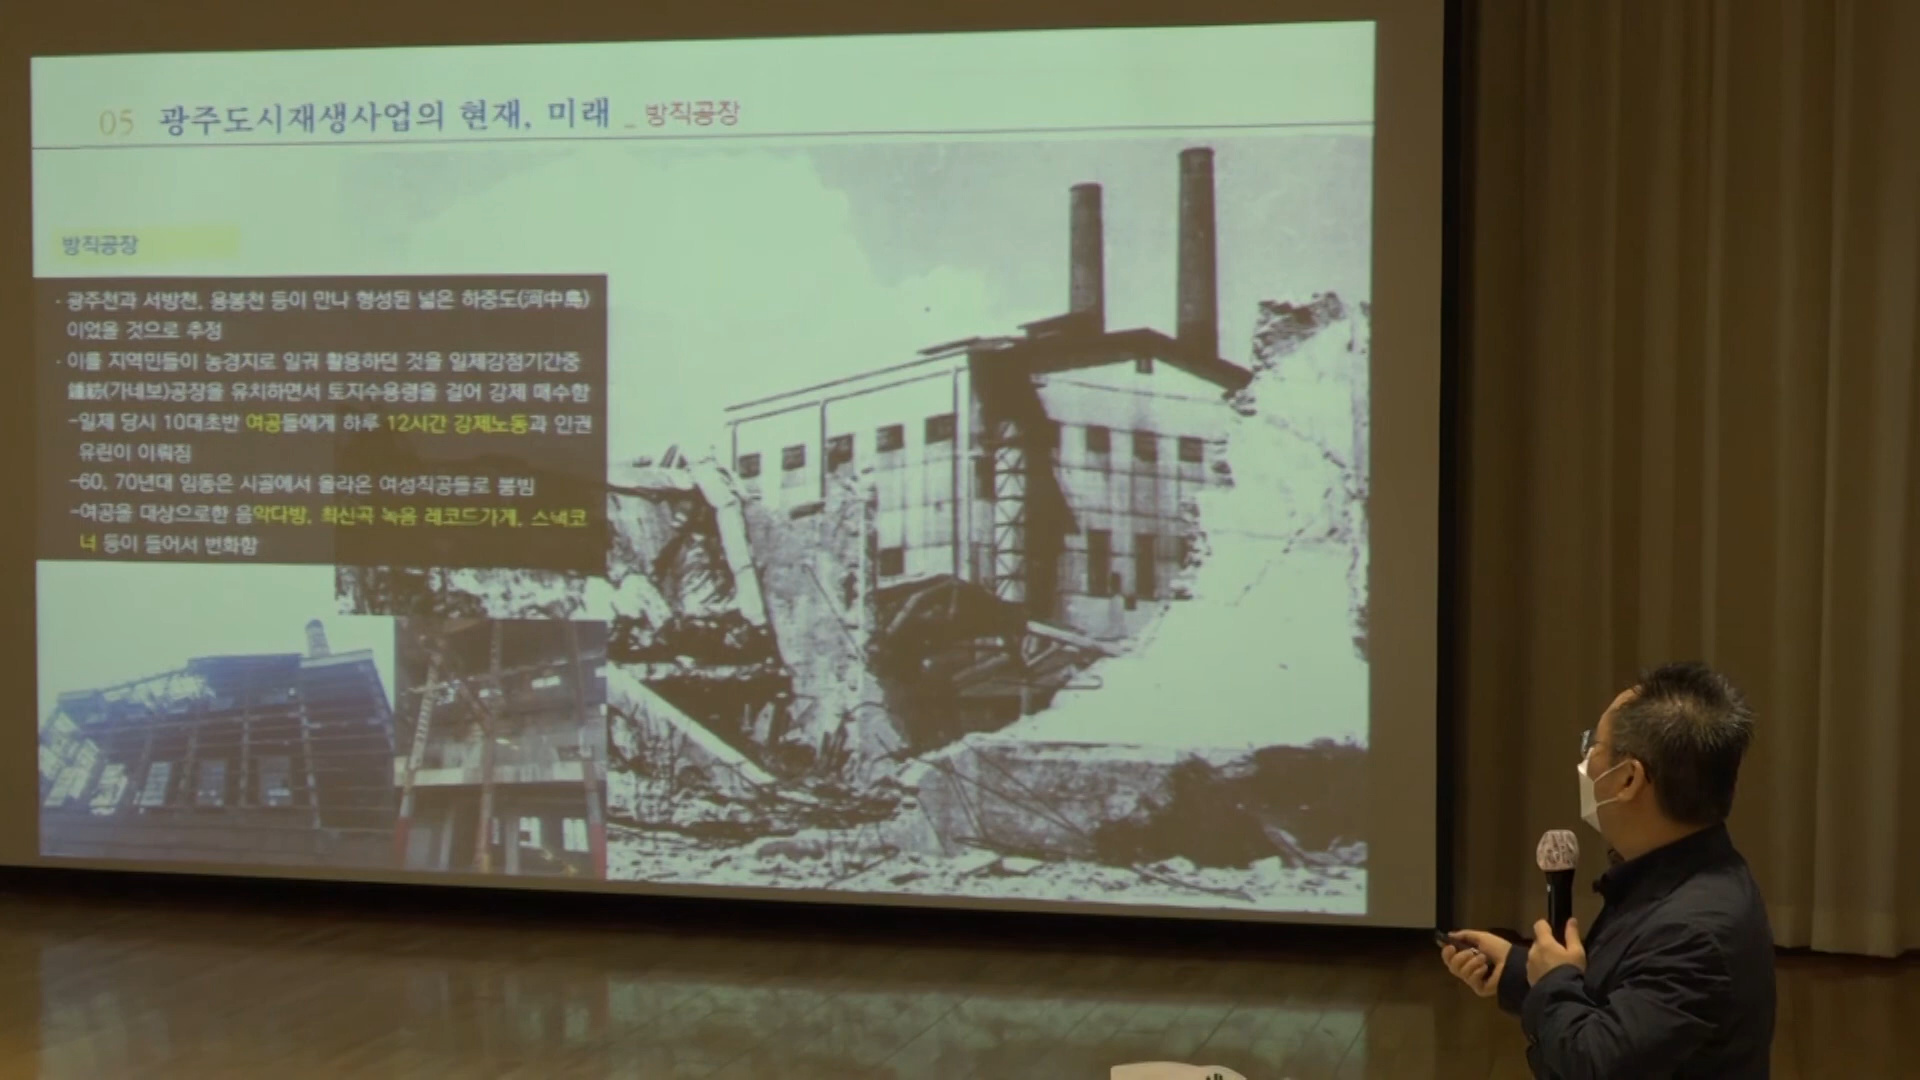 05 광주도시재생사업의 현재, 미래 _ 방직공장
방직공장
· 광주천과 서방천, 용봉천 등이 만나 형성된 넓은 하중도(河中島)
이었을 것으로 추정
· 이를 지역민들이 농경지로 일궈 활용하던 것을 일제강점기간중
鐘紡(가네보)공장을 유치하면서 토지수용령을 걸어 강제 매수함
-일제 당시 10대초반 여공들에게 하루 12시간 강제노동과 인권
유린이 이뤄짐
-60, 70년대 임동은 시골에서 올라온 여성직공들로 붐빔
-여공을 대상으로한 음악다방, 최신곡 녹음 레코드가게, 스낵코
너 등이 들어서 번화함